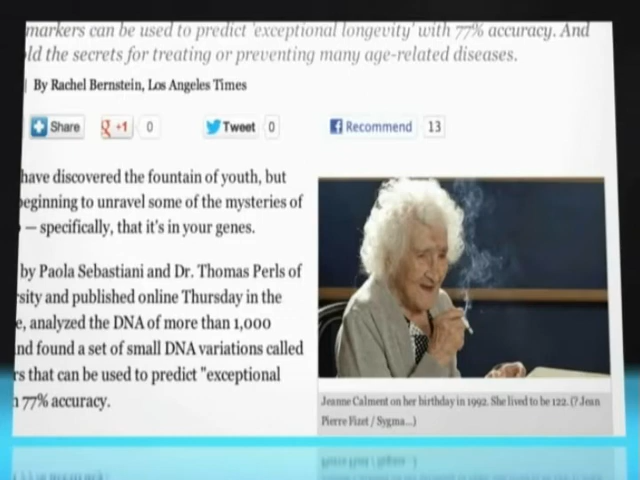 markers can be used to predict 'exceptional longevity' with 77% accuracy. And
ld the secrets for treating or preventing many age-related diseases.
By Rachel Bernstein, Los Angeles Times
Share +1 0 Tweet 0 Recommend 13
have discovered the fountain of youth, but
beginning to unravel some of the mysteries of
— specifically, that it's in your genes.
by Paola Sebastiani and Dr. Thomas Perls of
rsity and published online Thursday in the
e, analyzed the DNA of more than 1,000
nd found a set of small DNA variations called
rs that can be used to predict "exceptional
77% accuracy.
Jeanne Calment on her birthday in 1992. She lived to be 122. (? Jean
Pierre Fizet / Sygma...)